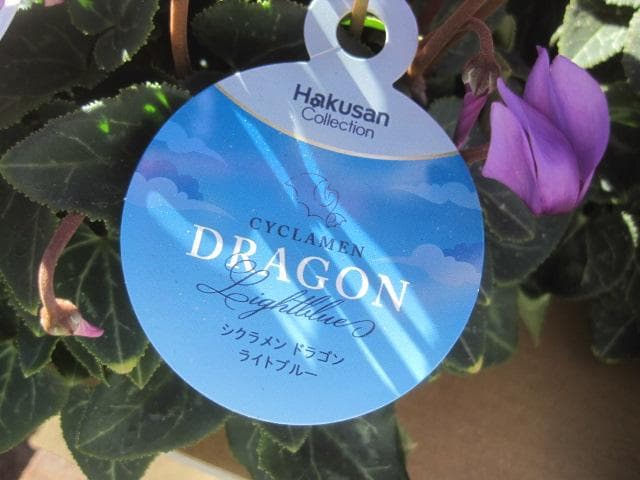 Hakusan
Collection
CYCLAMEN
DRAGON
Lightblue
シクラメン ドラゴン
ライトブルー